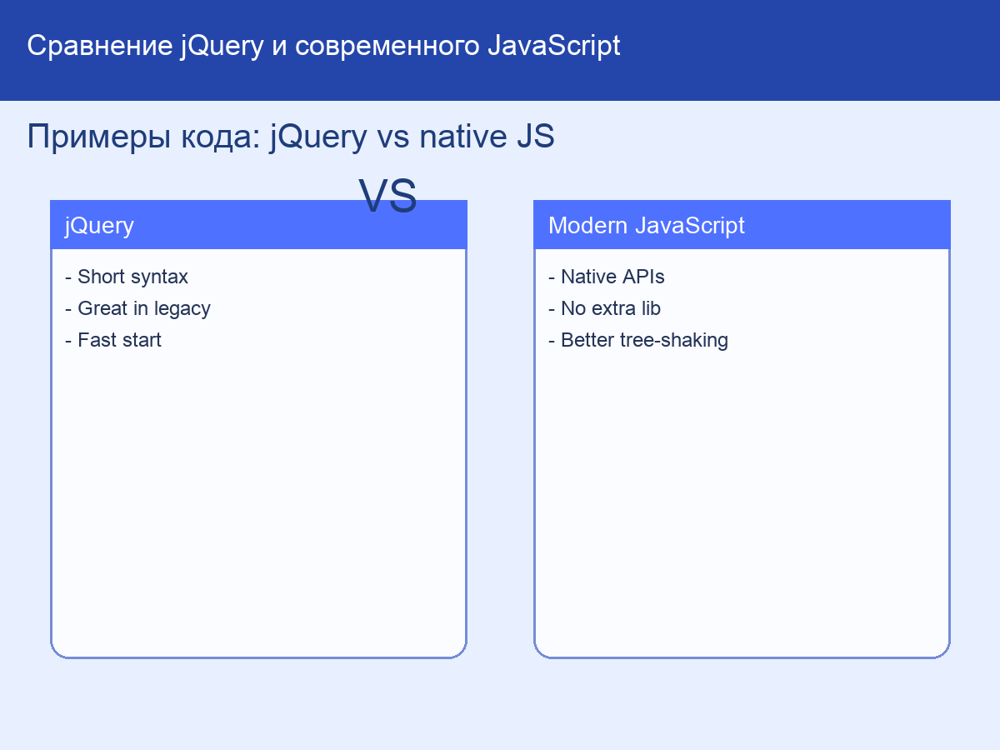 Сравнение jQuery и современного JavaScript
Примеры кода: jQuery vs native JS
VS
jQuery
- Short syntax
- Great in legacy
- Fast start
Modern JavaScript
- Native APIs
- No extra lib
- Better tree-shaking